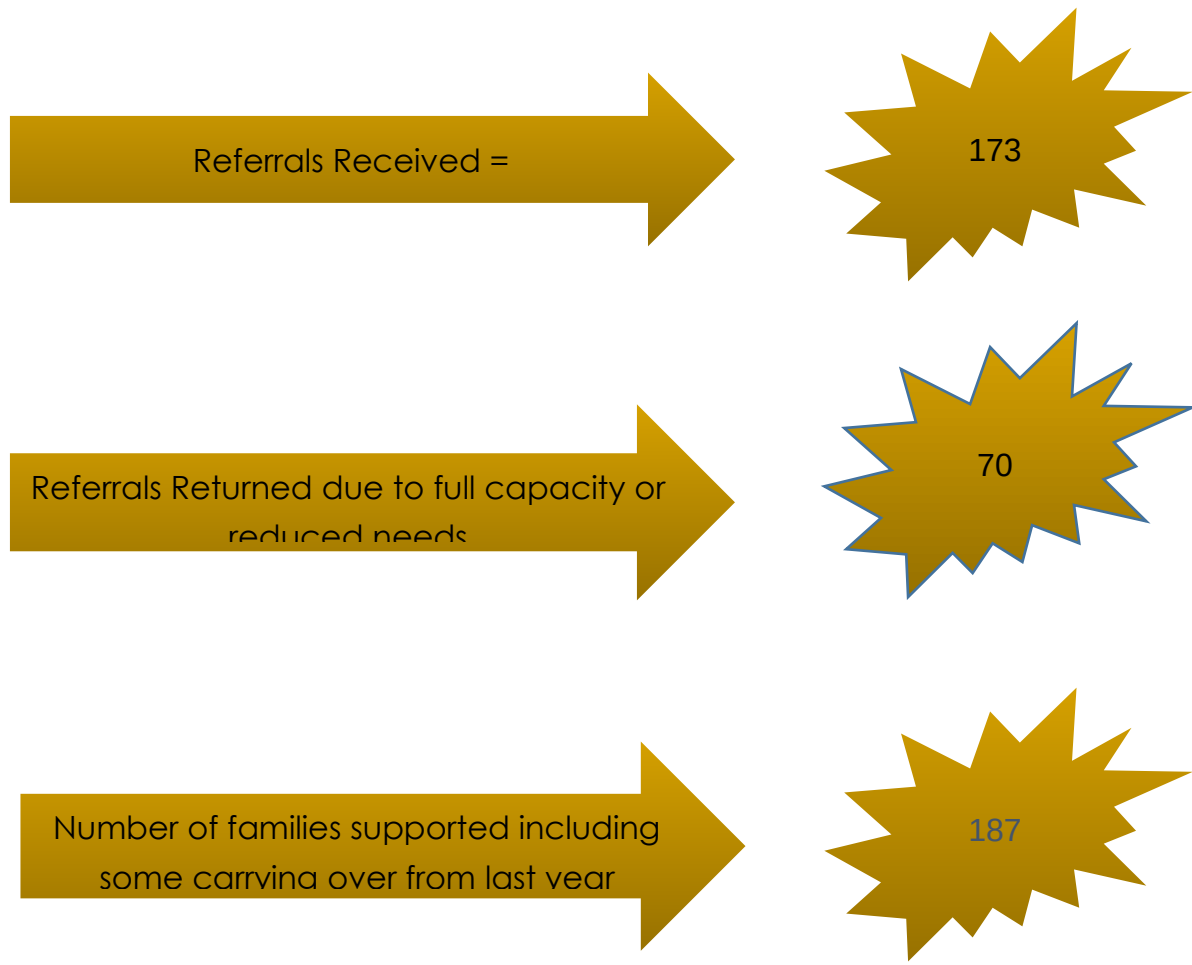 Referrals Received =
173
Referrals Returned due to full capacity or
reduced needs
70
Number of families supported including
some carrying over from last year
187